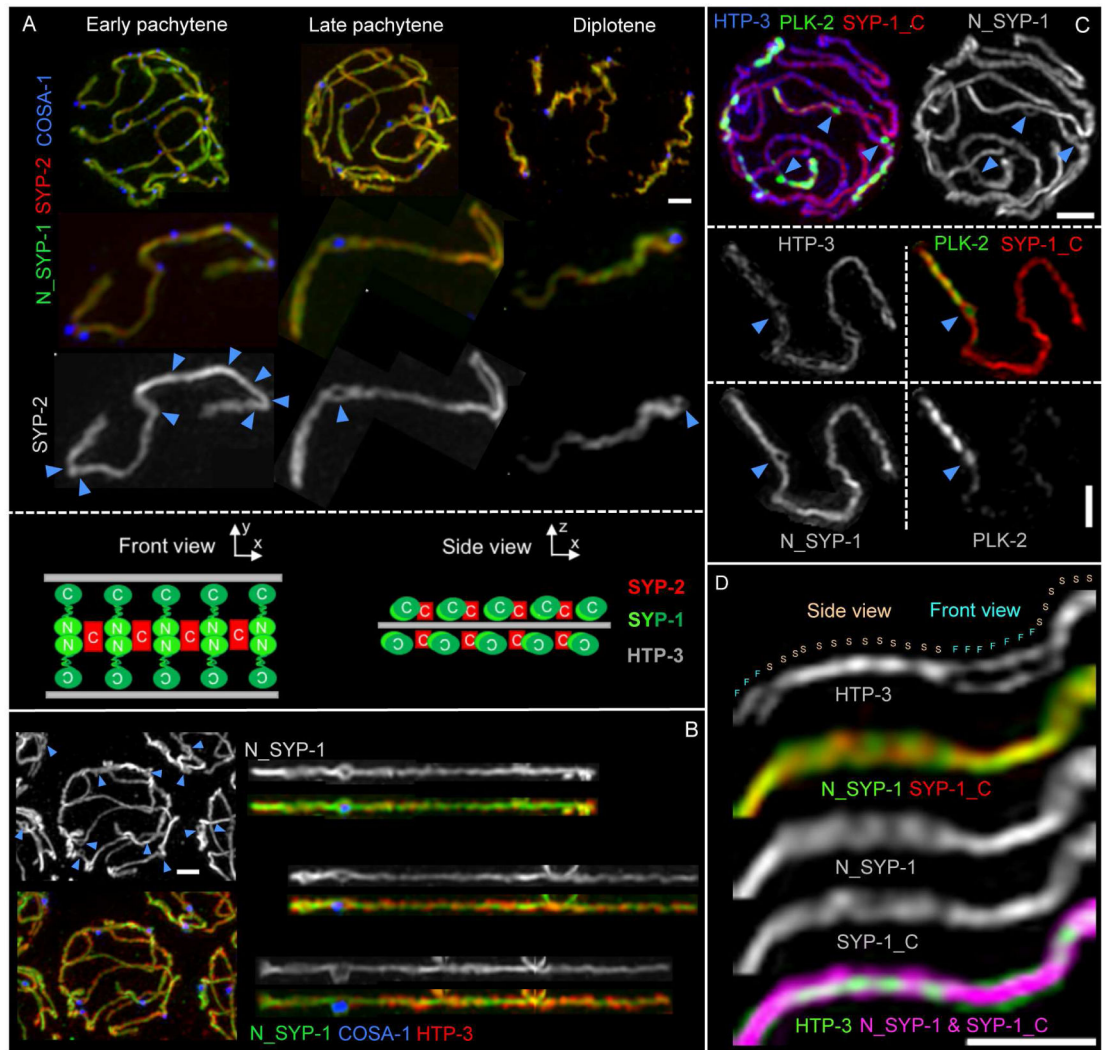 A
Early pachytene
Late pachytene
Diplotene
N_SYP-1 SYP-2 COSA-1
SYP-2
Front view
y
x
Side view
z
x
C C C C C
N N N N N
C C C C
N N N N N
C C C C C
C C C C C C C C C
C C C C C C C C C
SYP-2
SYP-1
HTP-3
B
N_SYP-1
N_SYP-1 COSA-1 HTP-3
C
HTP-3 PLK-2 SYP-1_C
N_SYP-1
HTP-3
PLK-2 SYP-1_C
N_SYP-1
PLK-2
D
Side view
Front view
F F F S S S S S S S S S S S S S F F F F F F F S S S S S S S
HTP-3
N_SYP-1 SYP-1_C
N_SYP-1
SYP-1_C
HTP-3 N_SYP-1 & SYP-1_C